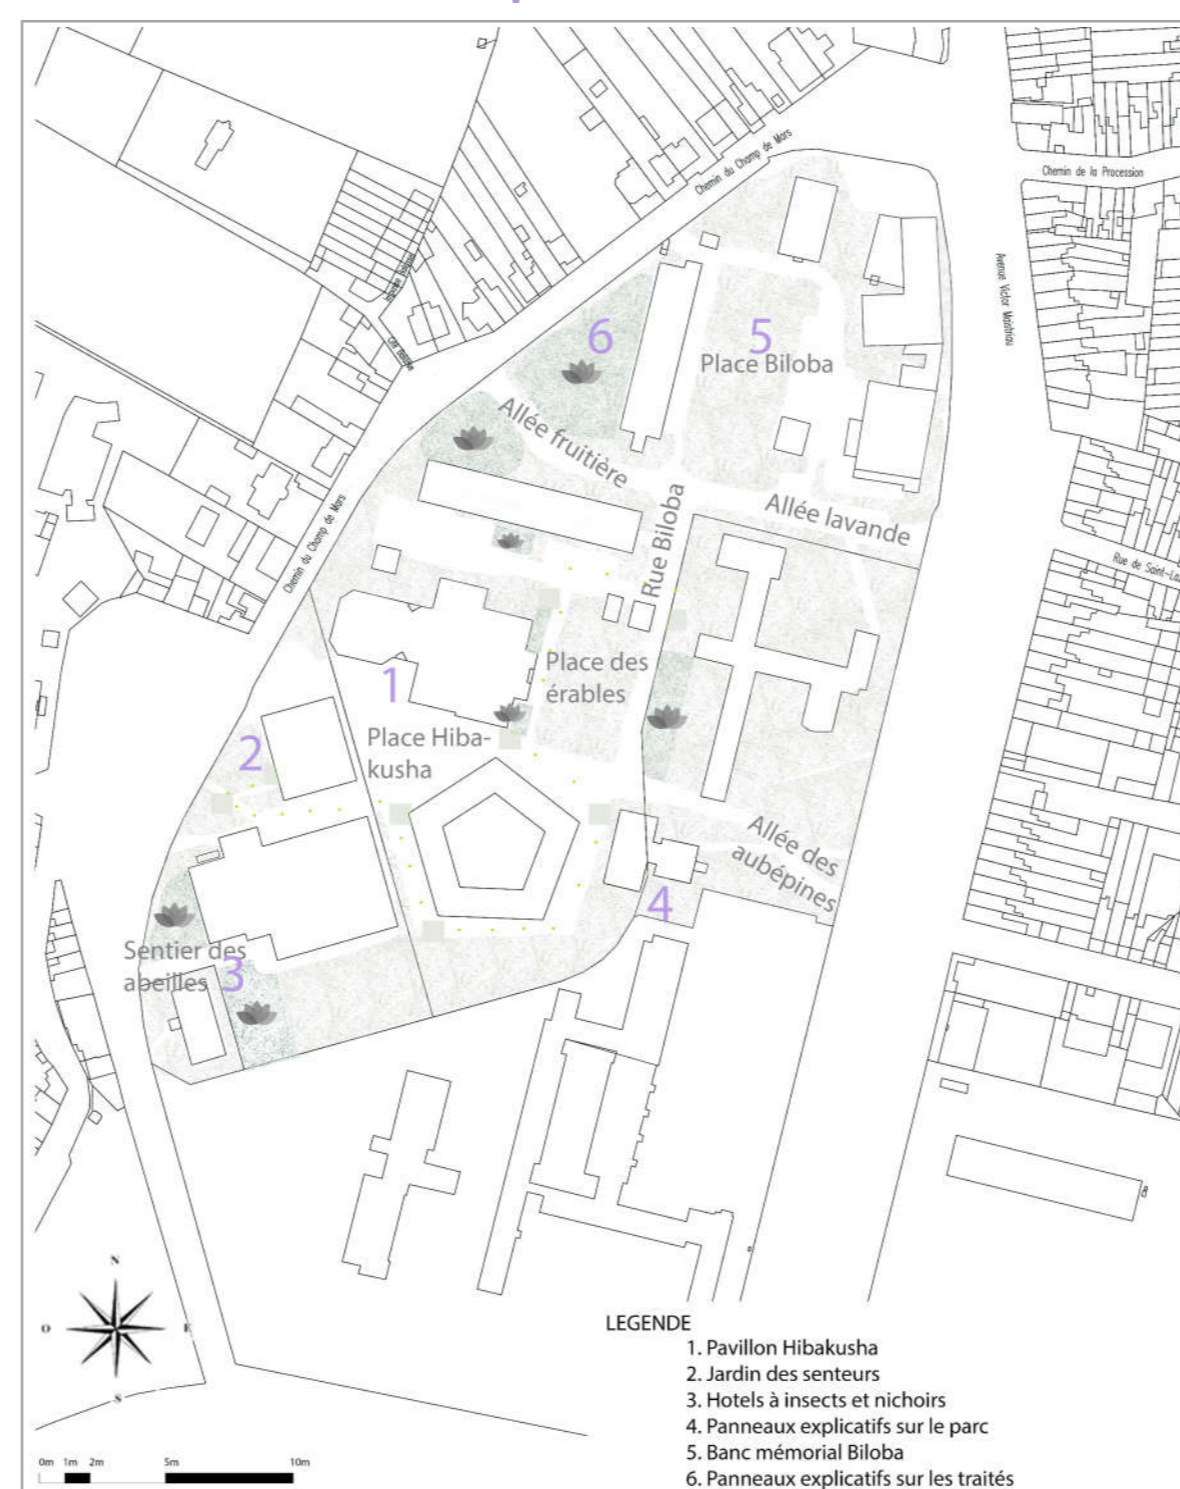 Chemin du Champ de Mars
Chemin de la Procession
Avenue Victor Maistriau
6
5
Place Biloba
Allée fruitière
Rue Biloba
Allée lavande
Chemin du Champ de Mars
Rue de Saint-La
1
Place des
érables
2
Place Hiba-
kusha
Allée des
aubépines
4
Sentier des
abeilles
3
N
O
E
S
LEGENDE
1. Pavillon Hibakusha
2. Jardin des senteurs
3. Hotels à insects et nichoirs
4. Panneaux explicatifs sur le parc
5. Banc mémorial Biloba
6. Panneaux explicatifs sur les traités
0m 1m 2m 5m 10m